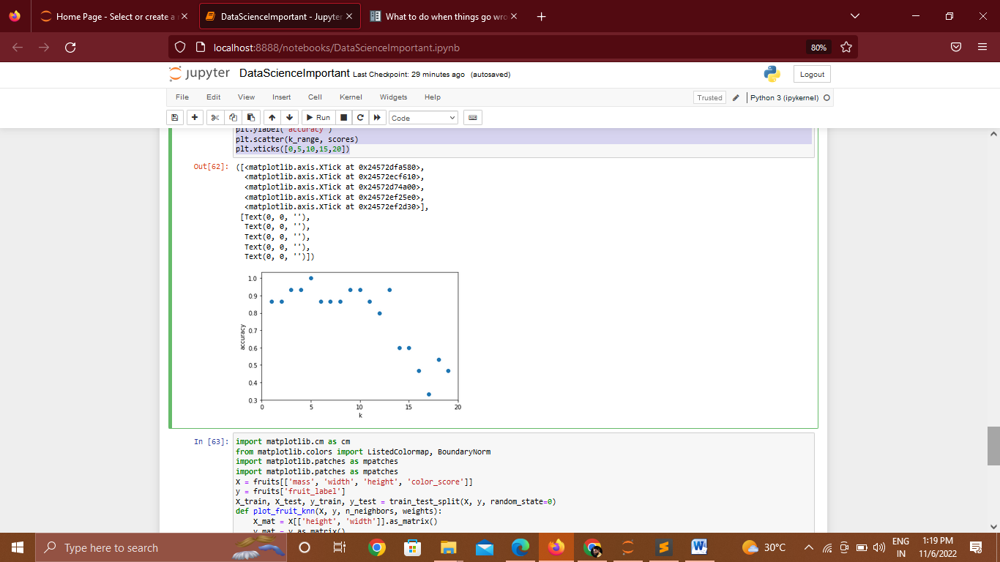 Home Page - Select or create a
DataScienceImportant - Jupyter
What to do when things go wro
localhost:8888/notebooks/DataScienceImportant.ipynb
80%
jupyter
DataScienceImportant Last Checkpoint: 29 minutes ago (autosaved)
Logout
File Edit View Insert Cell Kernel Widgets Help
Trusted
Python 3 (ipykernel)
Run
Code
plt.ylabel('accuracy')
plt.scatter(k_range, scores)
plt.xticks([0,5,10,15,20])
Out[62]: ([<matplotlib.axis.XTick at 0x24572dfa580>,
<matplotlib.axis.XTick at 0x24572ecf610>,
<matplotlib.axis.XTick at 0x24572d74a00>,
<matplotlib.axis.XTick at 0x24572ef25e0>,
<matplotlib.axis.XTick at 0x24572ef2d30>],
[Text(0, 0, ''),
Text(0, 0, ''),
Text(0, 0, ''),
Text(0, 0, ''),
Text(0, 0, '')])
1.0
0.9
0.8
0.7
0.6
0.5
0.4
0.3
accuracy
0 5 10 15 20
k
In [63]: import matplotlib.cm as cm
from matplotlib.colors import ListedColormap, BoundaryNorm
import matplotlib.patches as mpatches
import matplotlib.patches as mpatches
X = fruits[['mass', 'width', 'height', 'color_score']]
y = fruits['fruit_label']
X_train, X_test, y_train, y_test = train_test_split(X, y, random_state=0)
def plot_fruit_knn(X, y, n_neighbors, weights):
X_mat = X[['height', 'width']].as_matrix()
y_mat = y.as_matrix()
Type here to search
30°C
ENG
IN
1:19 PM
11/6/2022